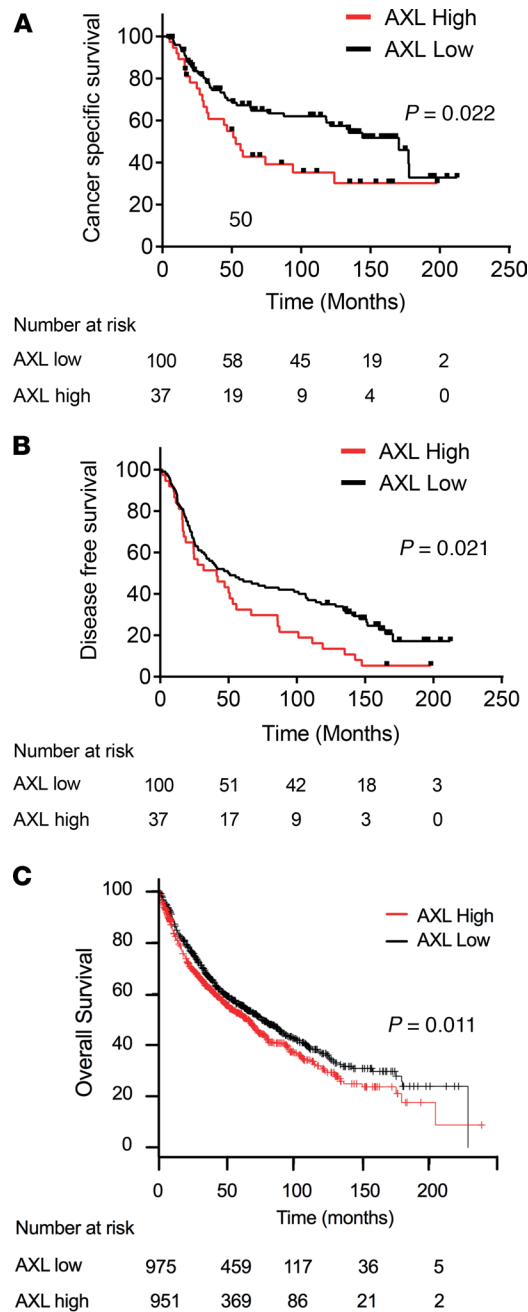 A
AXL High
AXL Low
P = 0.022
Cancer specific survival
100
80
60
40
20
0
50
0 50 100 150 200 250
Time (Months)
Number at risk
AXL low 100 58 45 19 2
AXL high 37 19 9 4 0
B
AXL High
AXL Low
P = 0.021
Disease free survival
100
80
60
40
20
0
0 50 100 150 200 250
Time (Months)
Number at risk
AXL low 100 51 42 18 3
AXL high 37 17 9 3 0
C
AXL High
AXL Low
P = 0.011
Overall Survival
100
80
60
40
20
0
0 50 100 150 200
Time (months)
Number at risk
AXL low 975 459 117 36 5
AXL high 951 369 86 21 2